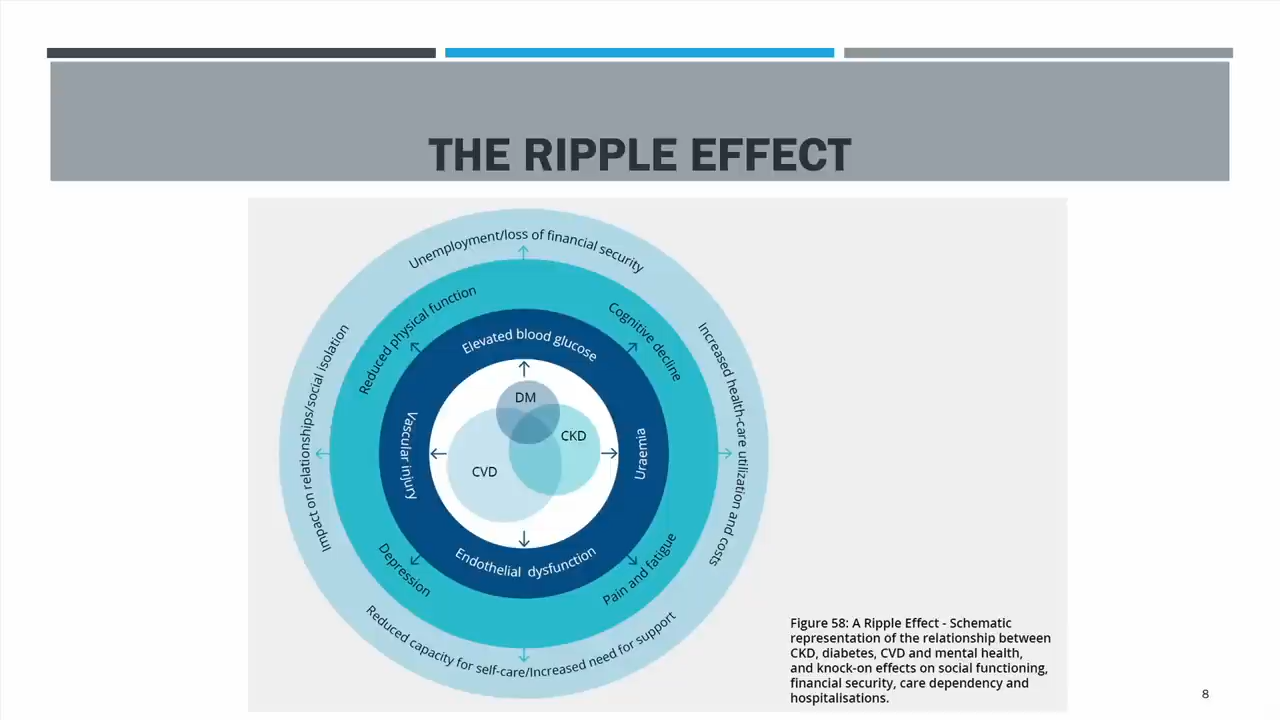 THE RIPPLE EFFECT
Unemployment/loss of financial security
Reduced physical function
Cognitive decline
Elevated blood glucose
Impact on relationships/social isolation
Increased health-care utilization and costs
DM
CKD
CVD
Vascular injury
Uraemia
Endothelial dysfunction
Depression
Pain and fatigue
Reduced capacity for self-care/Increased need for support
Figure 58: A Ripple Effect - Schematic
representation of the relationship between
CKD, diabetes, CVD and mental health,
and knock-on effects on social functioning,
financial security, care dependency and
hospitalisations.
8